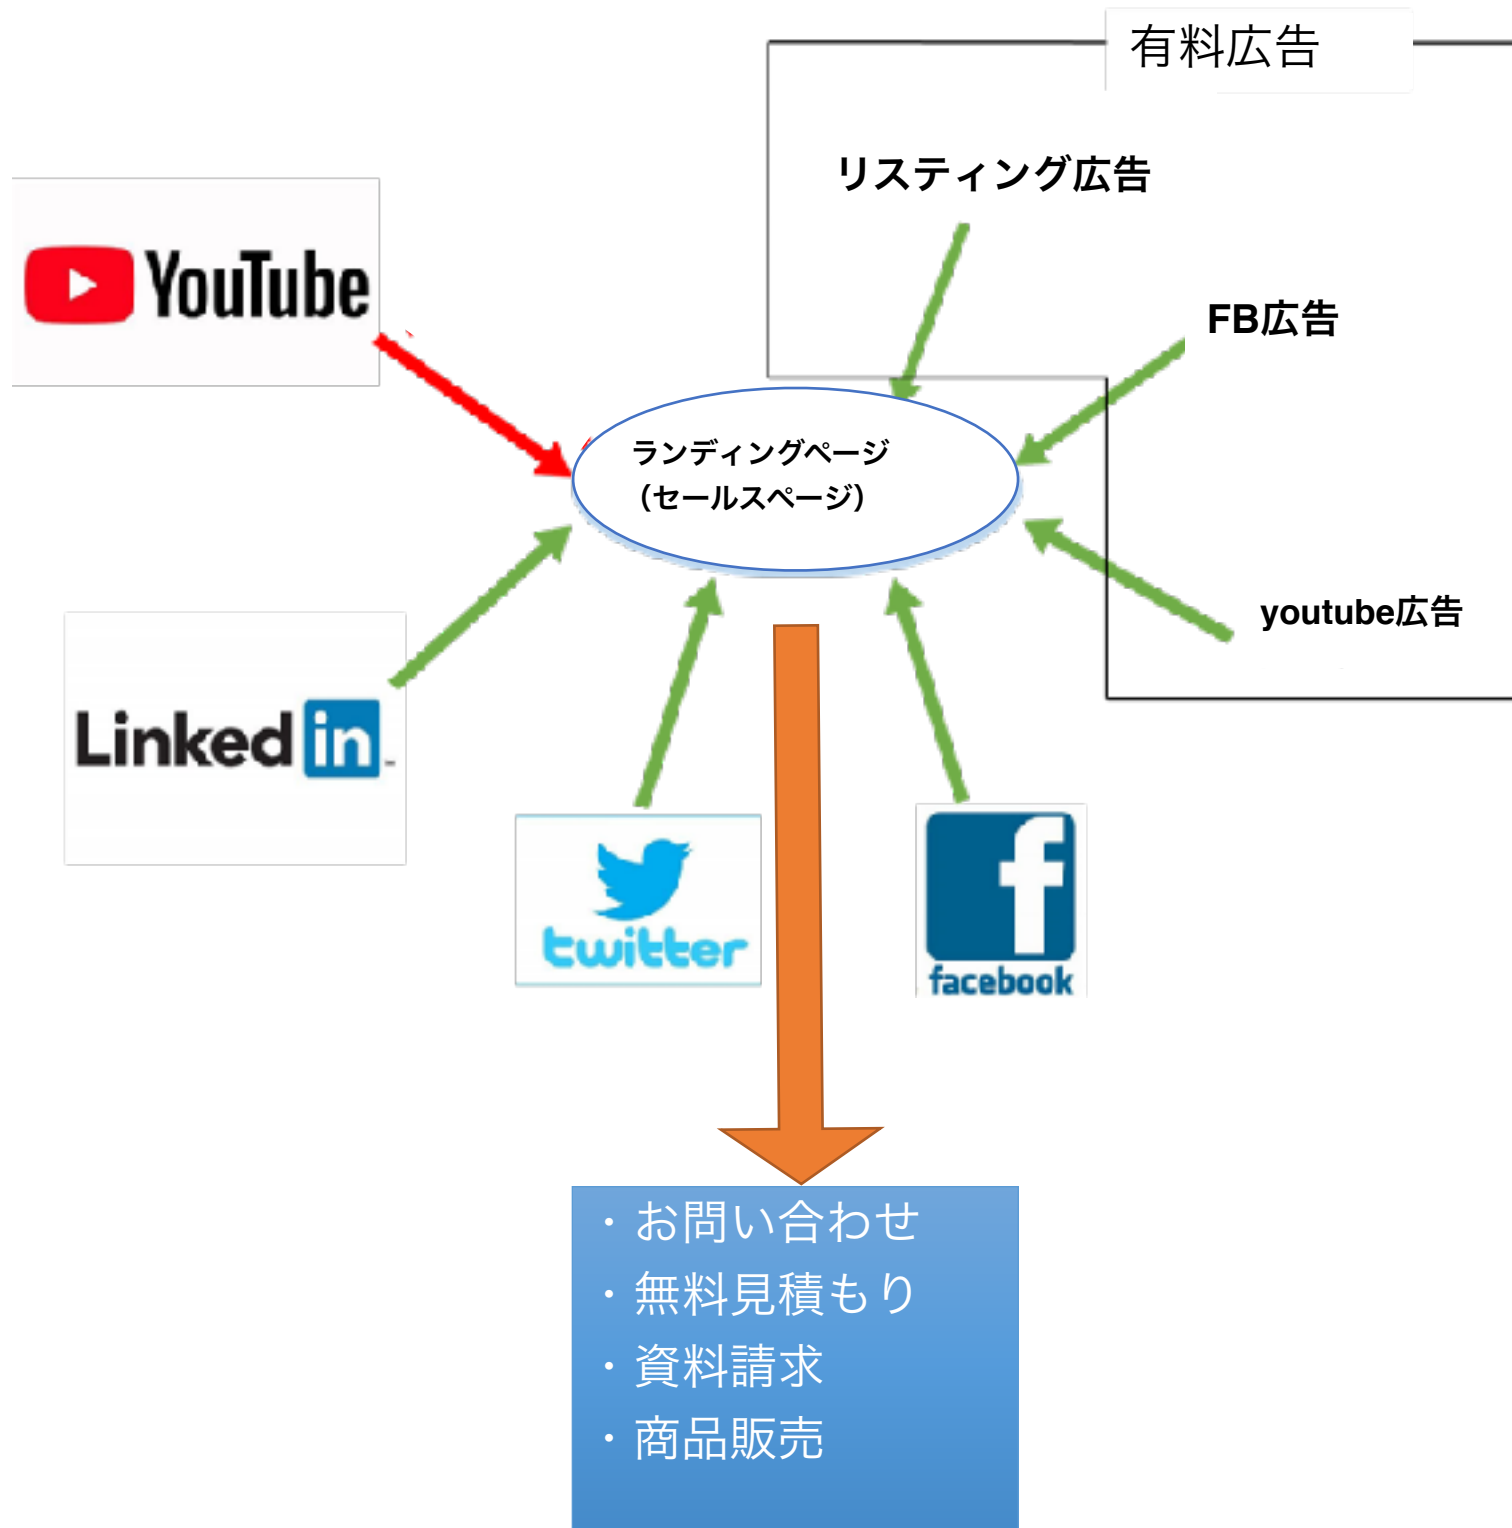 有料広告
リスティング広告
YouTube
FB広告
ランディングページ
（セールスページ）
youtube広告
Linked in
twitter
facebook
・お問い合わせ
・無料見積もり
・資料請求
・商品販売